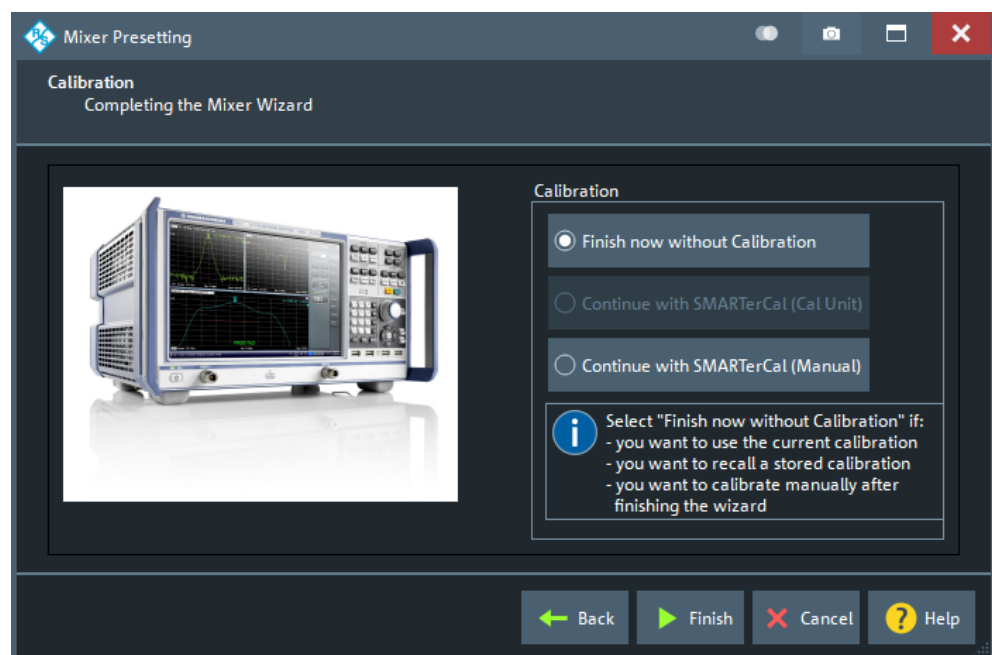 Mixer Presetting
Calibration
Completing the Mixer Wizard
Calibration
Finish now without Calibration
Continue with SMARTerCal (Cal Unit)
Continue with SMARTerCal (Manual)
Select "Finish now without Calibration" if:
- you want to use the current calibration
- you want to recall a stored calibration
- you want to calibrate manually after
finishing the wizard
Back
Finish
Cancel
Help